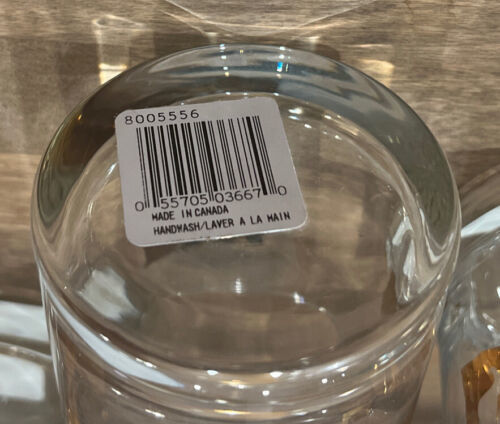 8005556
0 55705 03667 0
MADE IN CANADA
HANDWASH/LAVER A LA MAIN